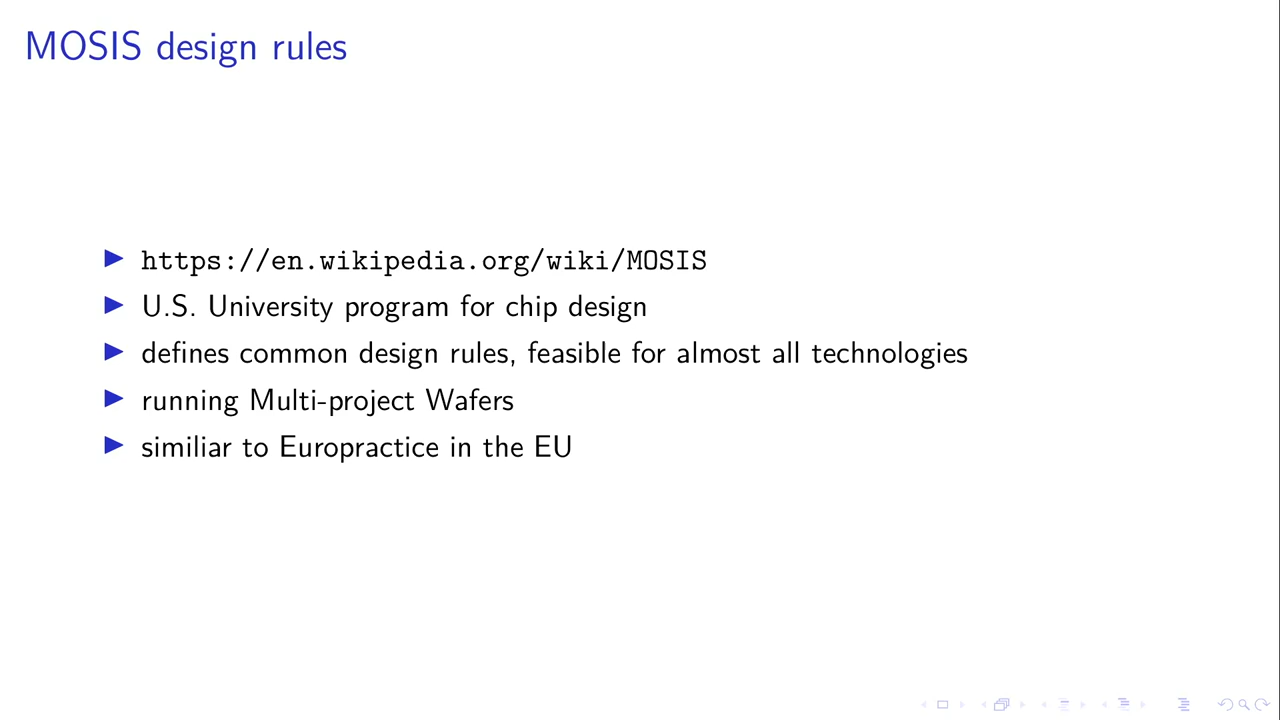 MOSIS design rules
https://en.wikipedia.org/wiki/MOSIS
U.S. University program for chip design
defines common design rules, feasible for almost all technologies
running Multi-project Wafers
similiar to Europractice in the EU